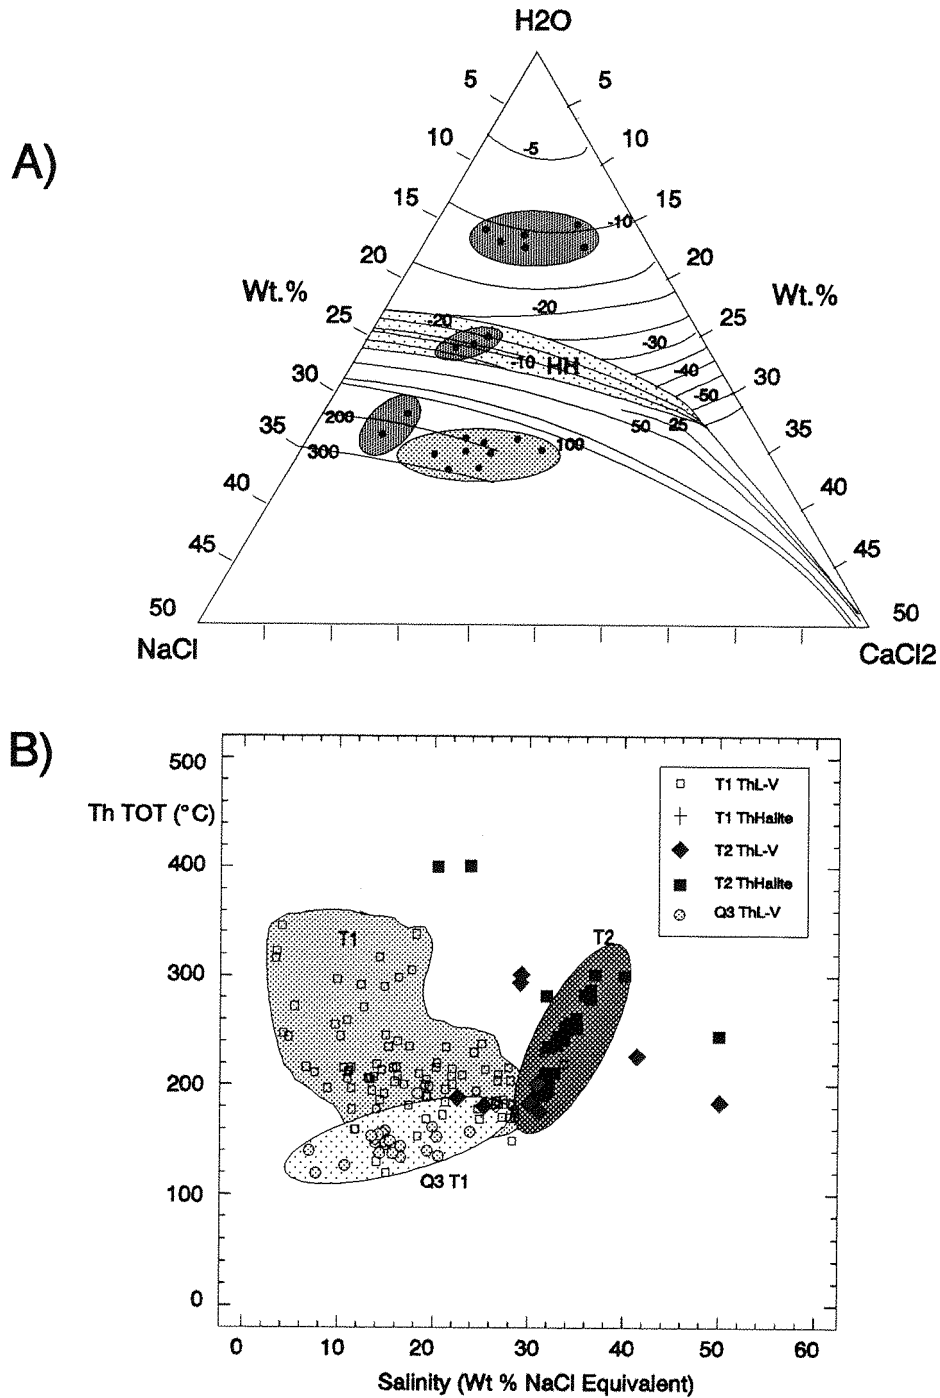 A)
H2O
5 5
10 10
-5
15 15
-10
20 20
Wt.% Wt.%
-20
25 25
-20
-30
-10 HH
-40
30 30
-50
200
50 25
35 35
300
100
40 40
45 45
50 50
NaCl
CaCl2
B)
500
T1 ThL-V
Th TOT (°C)
T1 ThHalite
T2 ThL-V
400
T2 ThHalite
Q3 ThL-V
T1
T2
300
200
Q3 T1
100
0
0 10 20 30 40 50 60
Salinity (Wt % NaCl Equivalent)